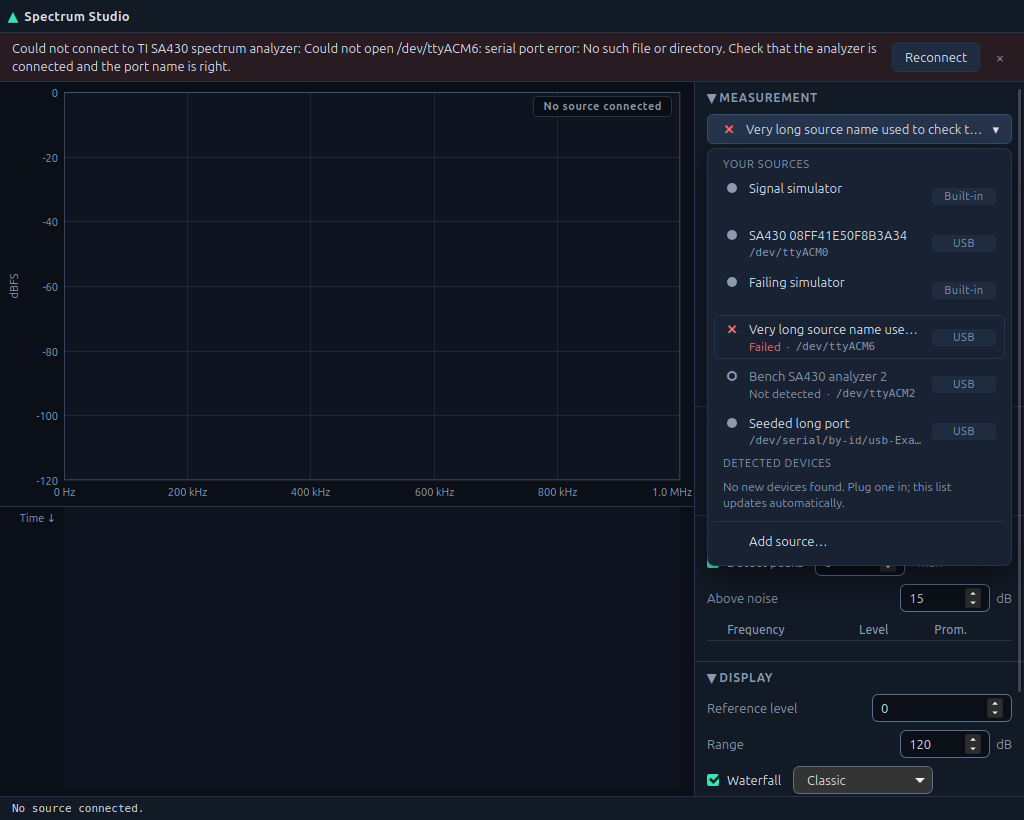 Spectrum Studio
Could not connect to TI SA430 spectrum analyzer: Could not open /dev/ttyACM6: serial port error: No such file or directory. Check that the analyzer is
connected and the port name is right.
Reconnect
×
0
-20
-40
-60
-80
-100
-120
dBFS
No source connected
0 Hz
200 kHz
400 kHz
600 kHz
800 kHz
1.0 MHz
Time ↓
▼ MEASUREMENT
Very long source name used to check t…
YOUR SOURCES
Signal simulator
Built-in
SA430 08FF41E50F8B3A34
/dev/ttyACM0
USB
Failing simulator
Built-in
Very long source name use…
Failed · /dev/ttyACM6
USB
Bench SA430 analyzer 2
Not detected · /dev/ttyACM2
USB
Seeded long port
/dev/serial/by-id/usb-Exa…
USB
DETECTED DEVICES
No new devices found. Plug one in; this list
updates automatically.
Add source…
Above noise
15
dB
Frequency Level Prom.
▼ DISPLAY
Reference level
0
Range
120
dB
Waterfall
Classic
No source connected.